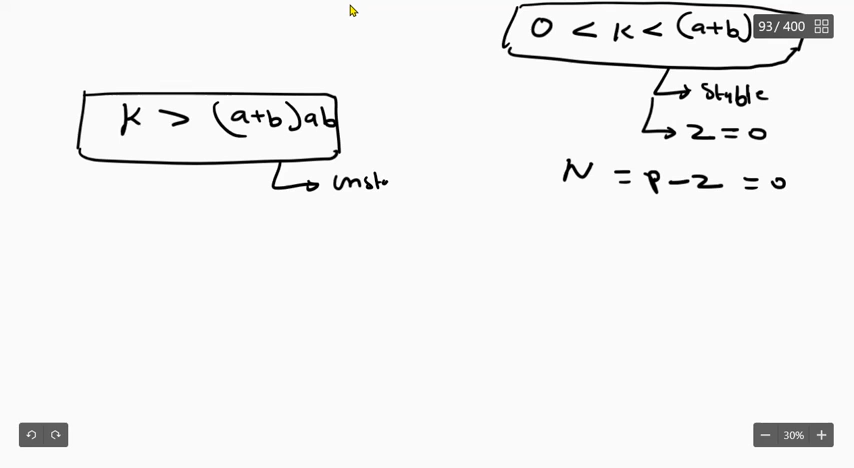 0 < K < (a+b)
93 / 400
stable
Z = 0
N = P - Z = 0
K > (a+b)ab
unsta
30%